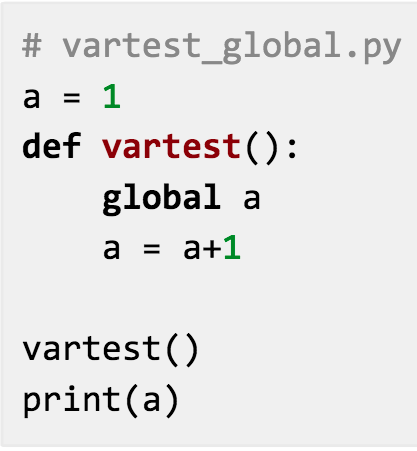 # vartest_global.py
a = 1
def vartest():
    global a
    a = a+1

vartest()
print(a)